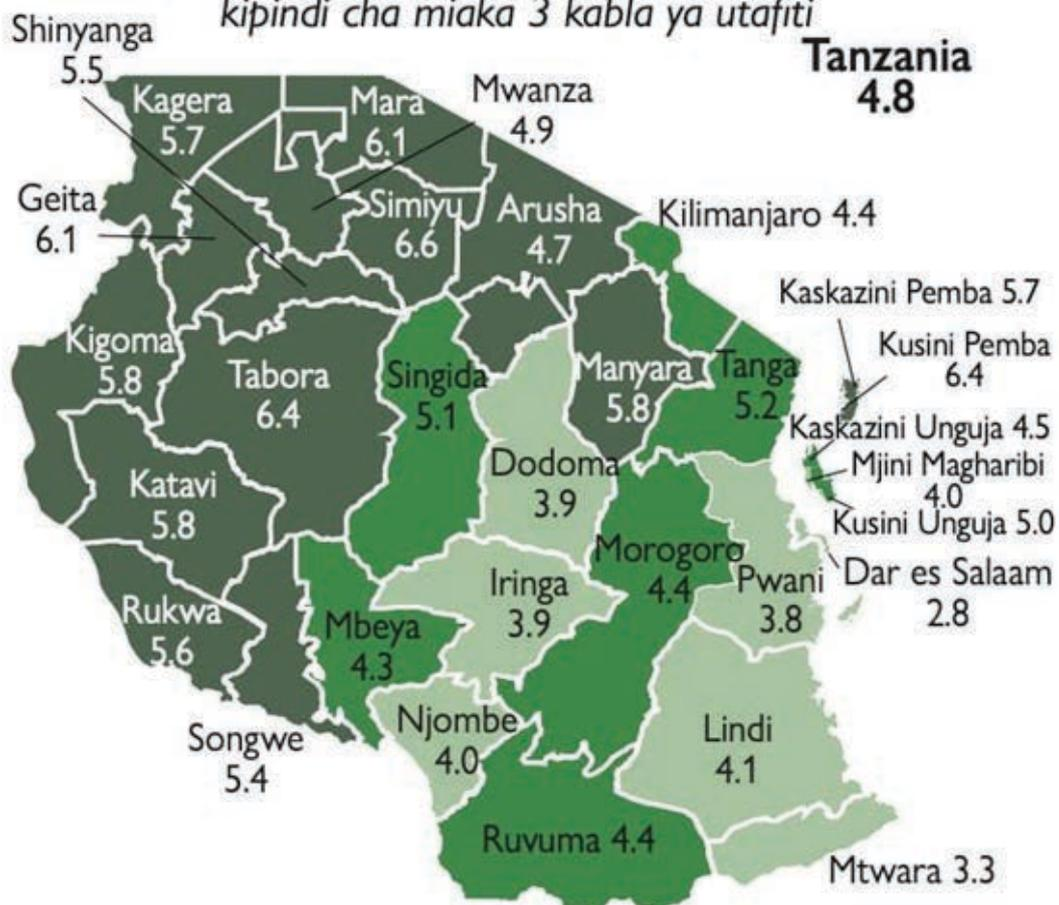 kipindi cha miaka 3 kabla ya utafiti
Tanzania
4.8
Shinyanga
5.5
Kagera
5.7
Mara
6.1
Mwanza
4.9
Geita
6.1
Simiyu
6.6
Arusha
4.7
Kilimanjaro 4.4
Kaskazini Pemba 5.7
Kusini Pemba
6.4
Kigoma
5.8
Tabora
6.4
Singida
5.1
Manyara
5.8
Tanga
5.2
Kaskazini Unguja 4.5
Mjini Magharibi
4.0
Kusini Unguja 5.0
Katavi
5.8
Dodoma
3.9
Morogoro
4.4
Pwani
3.8
Dar es Salaam
2.8
Rukwa
5.6
Mbeya
4.3
Iringa
3.9
Songwe
5.4
Njombe
4.0
Lindi
4.1
Ruvuma 4.4
Mtwara 3.3